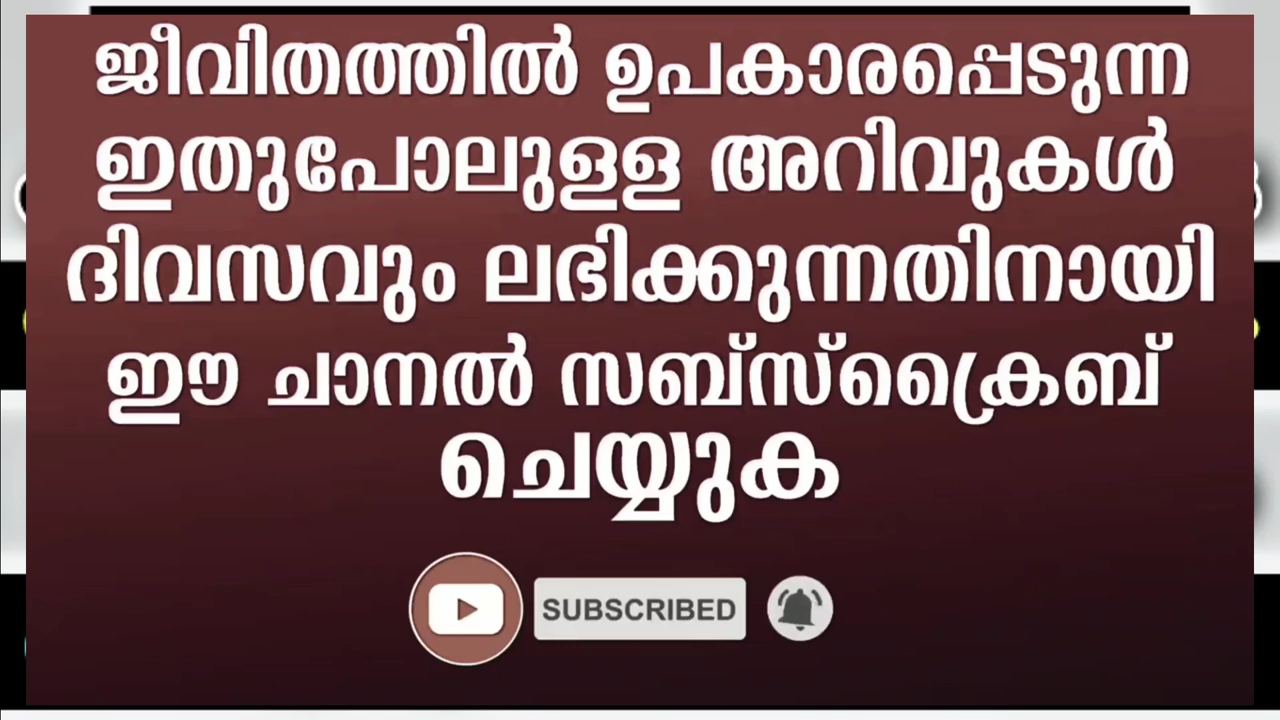 ജീവിതത്തിൽ ഉപകാരപ്പെടുന്ന
ഇതുപോലുള്ള അറിവുകൾ
ദിവസവും ലഭിക്കുന്നതിനായി
ഈ ചാനൽ സബ്സ്ക്രൈബ്
ചെയ്യുക
SUBSCRIBED